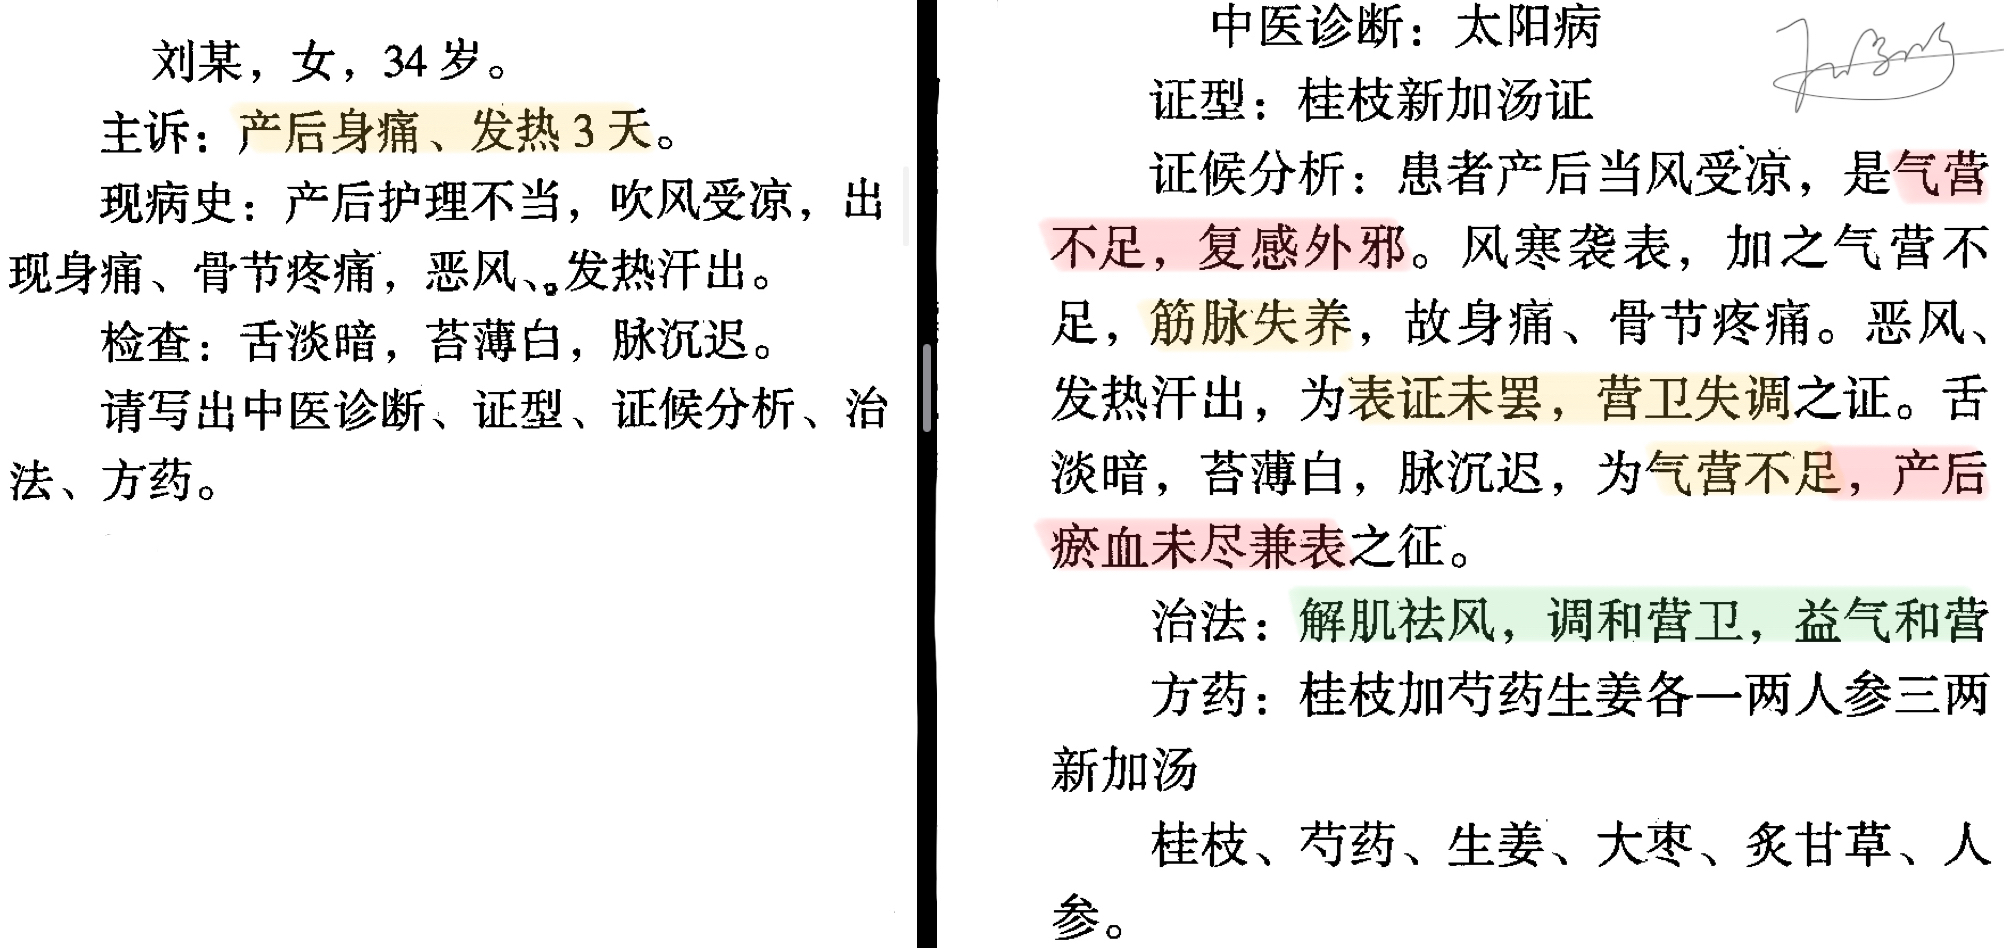 刘某，女，34岁。
主诉：产后身痛、发热3天。
现病史：产后护理不当，吹风受凉，出
现身痛、骨节疼痛，恶风、。发热汗出。
检查：舌淡暗，苔薄白，脉沉迟。
请写出中医诊断、证型、证候分析、治
法、方药。
中医诊断：太阳病
证型：桂枝新加汤证
证候分析：患者产后当风受凉，是气营
不足，复感外邪。风寒袭表，加之气营不
足，筋脉失养，故身痛、骨节疼痛。恶风、
发热汗出，为表证未罢，营卫失调之证。舌
淡暗，苔薄白，脉沉迟，为气营不足，产后
瘀血未尽兼表之征。
治法：解肌祛风，调和营卫，益气和营
方药：桂枝加芍药生姜各一两人参三两
新加汤
桂枝、芍药、生姜、大枣、炙甘草、人
参。